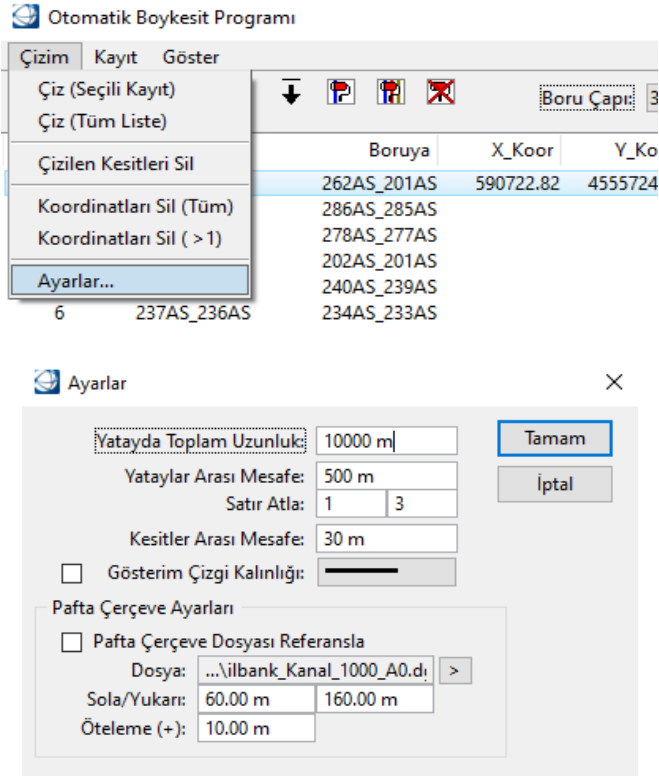 Otomatik Boykesit Programı
Çizim Kayıt Göster
Çiz (Seçili Kayıt)
Çiz (Tüm Liste)
Çizilen Kesitleri Sil
Koordinatları Sil (Tüm)
Koordinatları Sil ( >1)
Ayarlar...
Boru Çapı: 3
Boruya X_Koor Y_Ko
262AS_201AS 590722.82 4555724
286AS_285AS
278AS_277AS
202AS_201AS
240AS_239AS
6 237AS_236AS 234AS_233AS
Ayarlar
Yatayda Toplam Uzunluk: 10000 m Tamam
Yataylar Arası Mesafe: 500 m İptal
Satır Atla: 1 3
Kesitler Arası Mesafe: 30 m
Gösterim Çizgi Kalınlığı:
Pafta Çerçeve Ayarları
Pafta Çerçeve Dosyası Referansla
Dosya: ...\ilbank_Kanal_1000_A0.d >
Sola/Yukarı: 60.00 m 160.00 m
Öteleme (+): 10.00 m